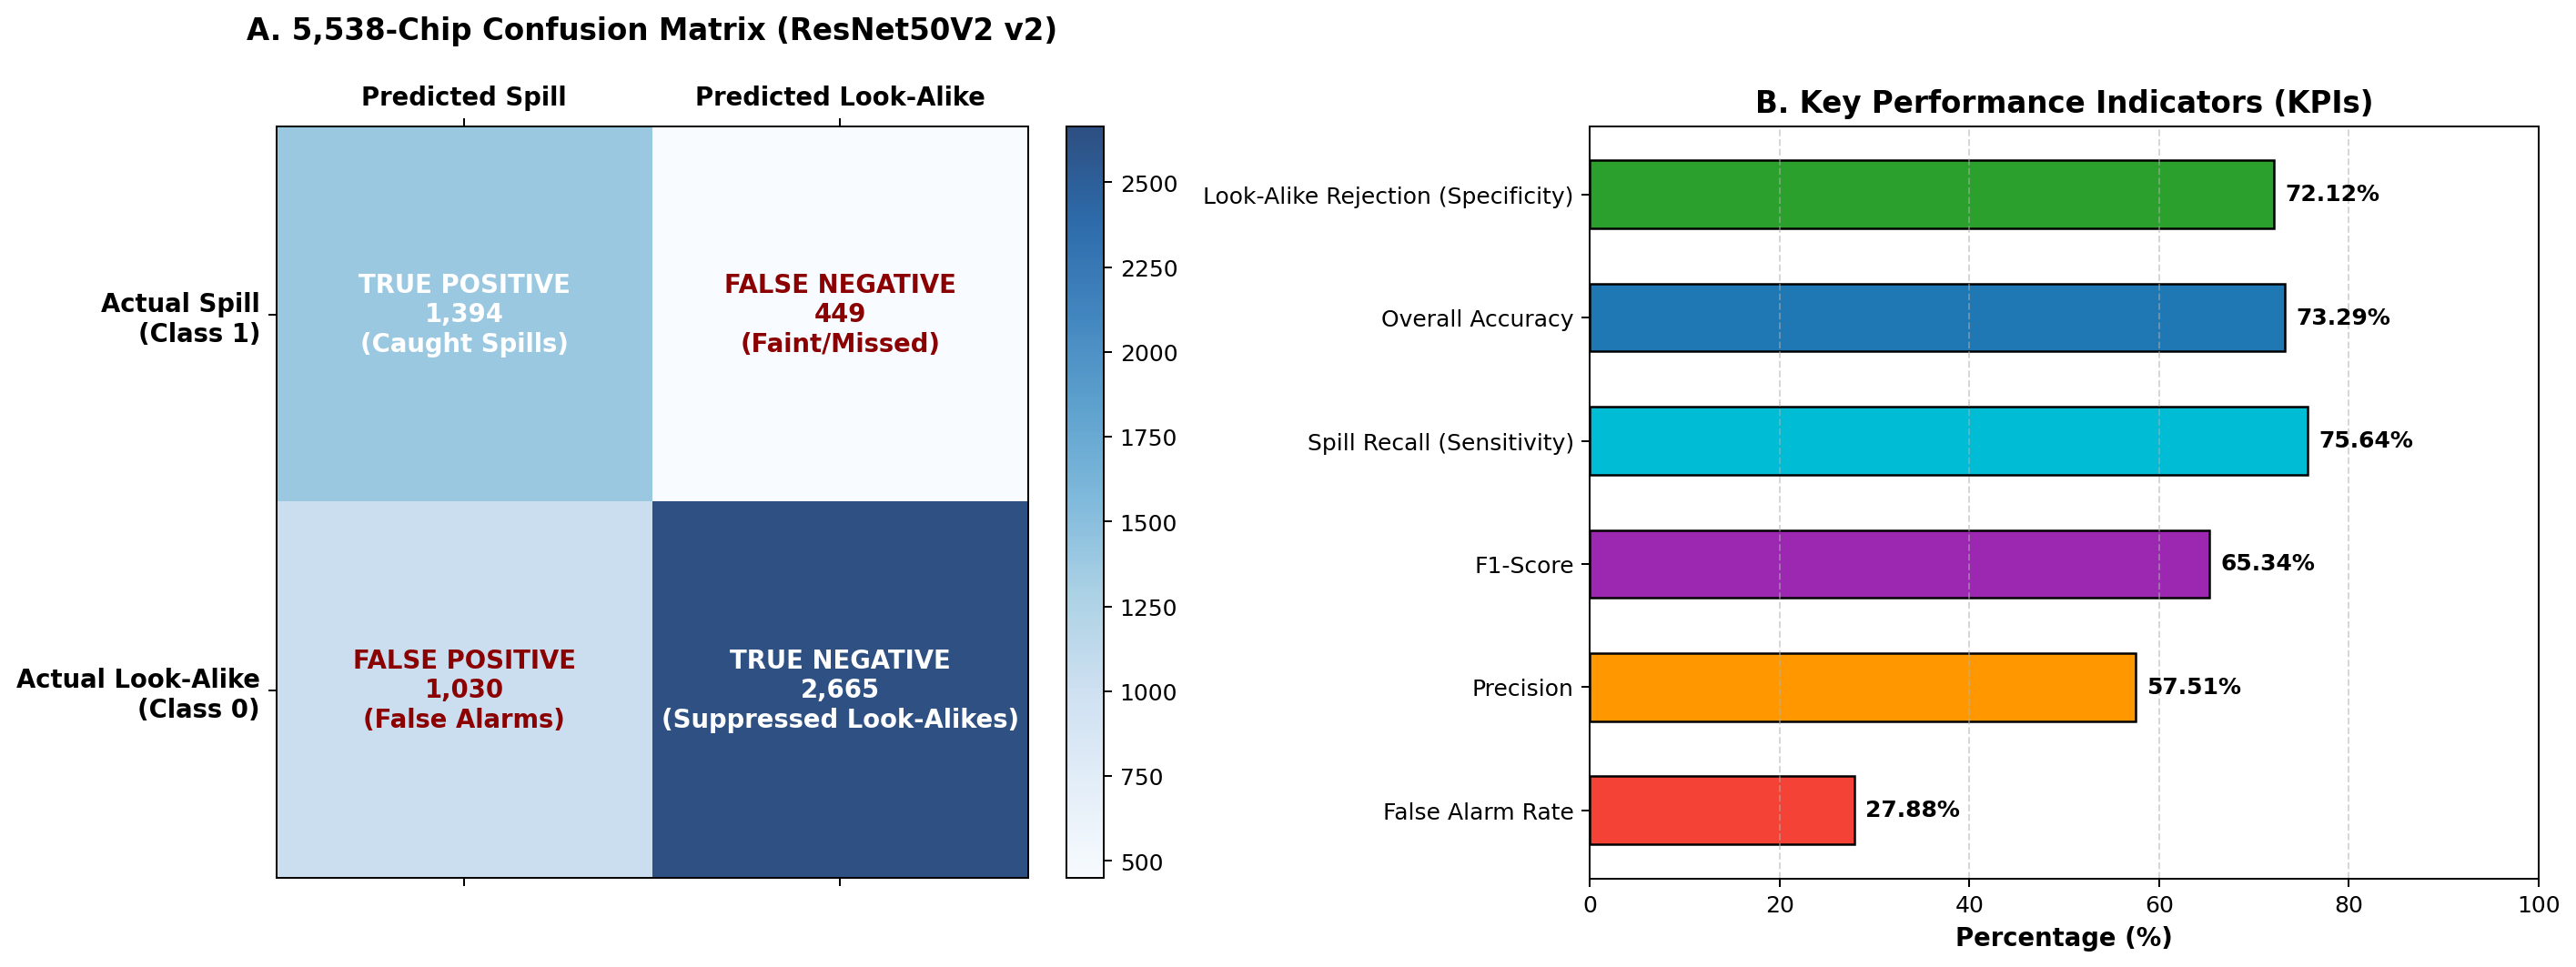 A. 5,538-Chip Confusion Matrix (ResNet50V2 v2)
Predicted Spill
Predicted Look-Alike
Actual Spill
(Class 1)
TRUE POSITIVE
1,394
(Caught Spills)
FALSE NEGATIVE
449
(Faint/Missed)
Actual Look-Alike
(Class 0)
FALSE POSITIVE
1,030
(False Alarms)
TRUE NEGATIVE
2,665
(Suppressed Look-Alikes)
2500
2250
2000
1750
1500
1250
1000
750
500
B. Key Performance Indicators (KPIs)
Look-Alike Rejection (Specificity)
72.12%
Overall Accuracy
73.29%
Spill Recall (Sensitivity)
75.64%
F1-Score
65.34%
Precision
57.51%
False Alarm Rate
27.88%
0
20
40
60
80
100
Percentage (%)